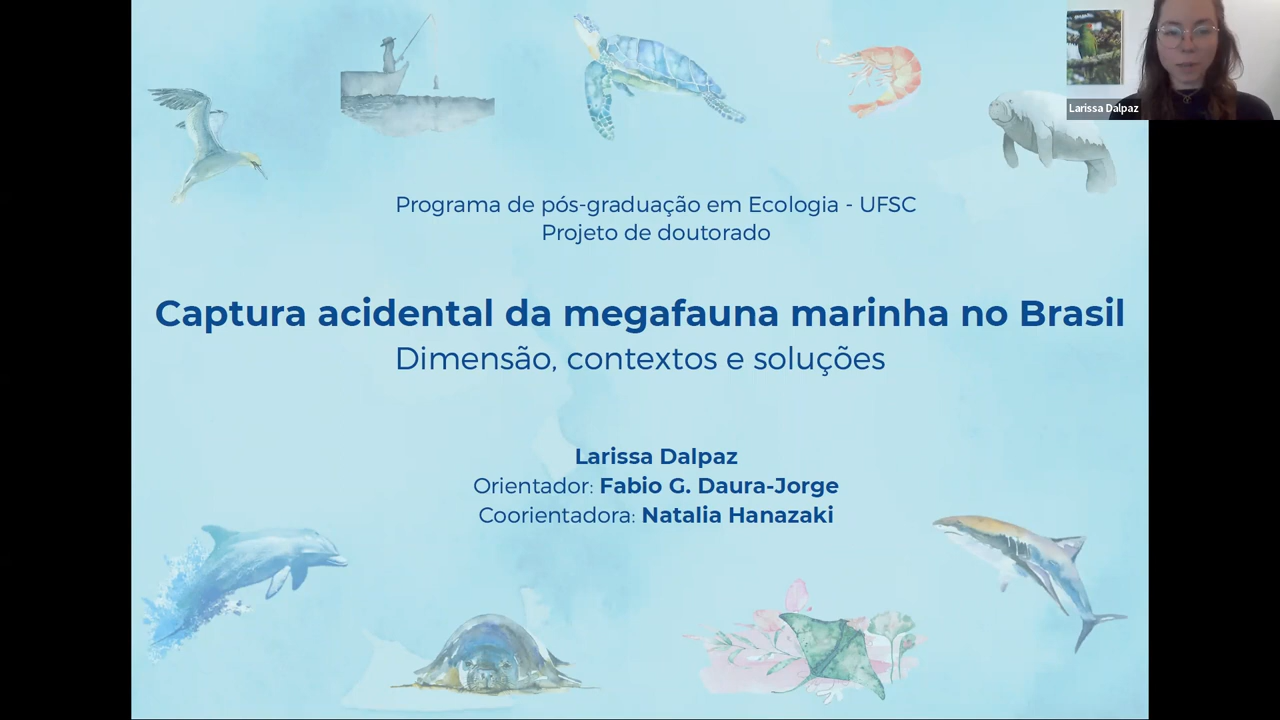 Larissa Dalpaz
Programa de pós-graduação em Ecologia - UFSC
Projeto de doutorado
Captura acidental da megafauna marinha no Brasil
Dimensão, contextos e soluções
Larissa Dalpaz
Orientador: Fabio G. Daura-Jorge
Coorientadora: Natalia Hanazaki